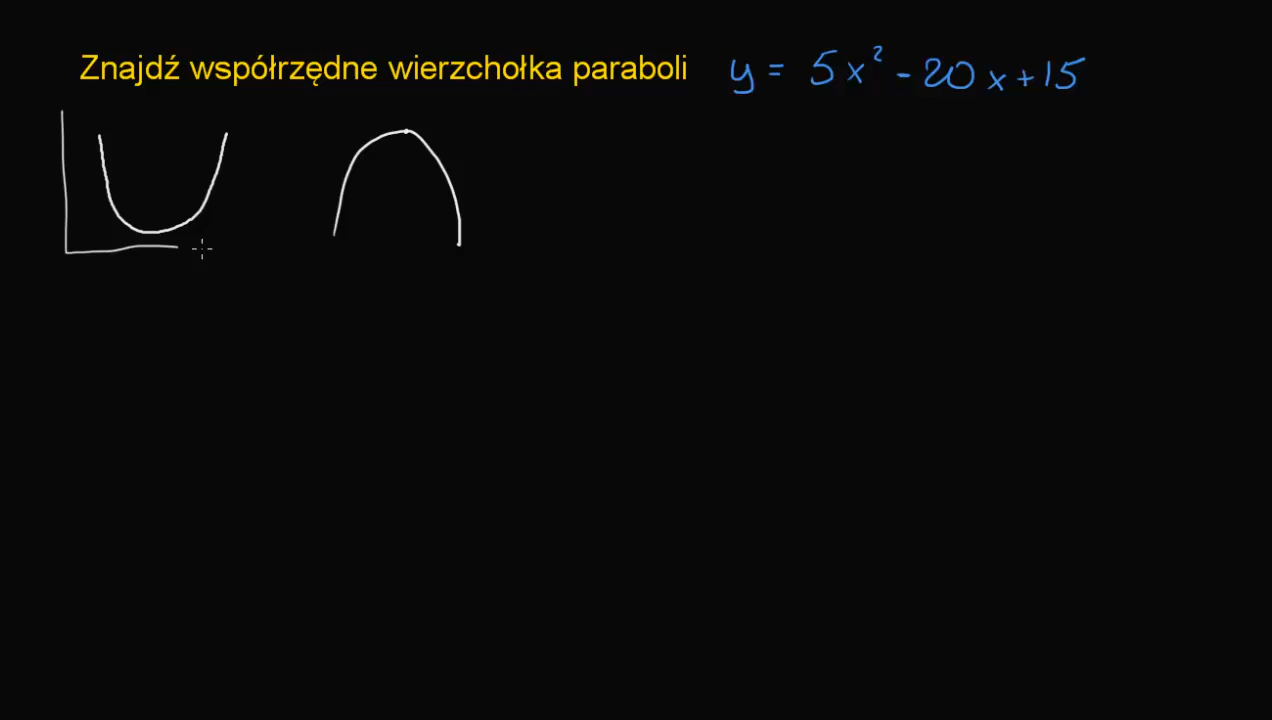 Znajdź współrzędne wierzchołka paraboli y = 5x² - 20x + 15